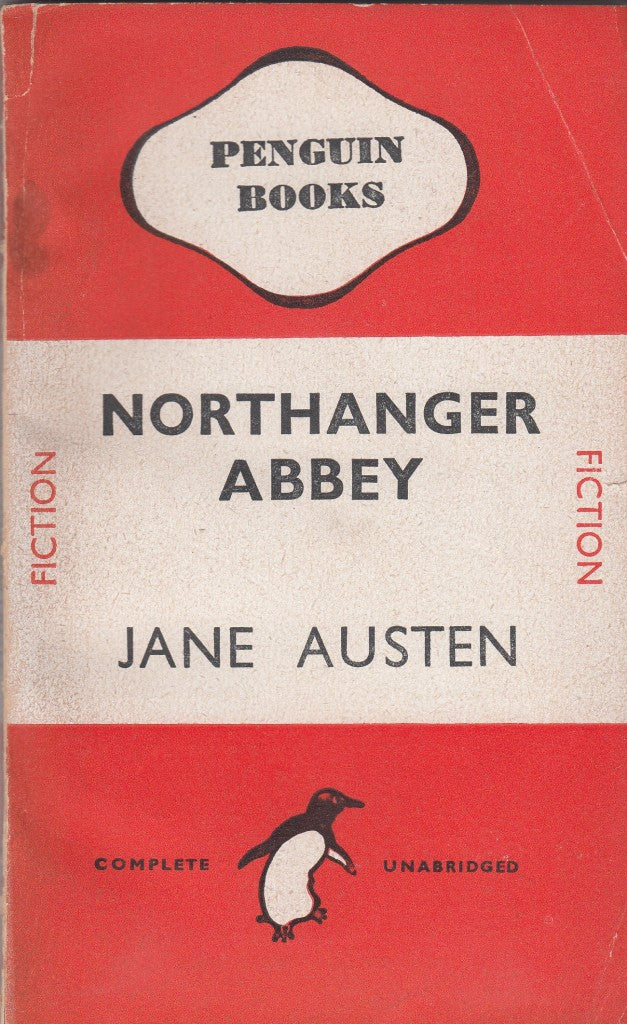 PENGUIN
BOOKS
NORTHANGER
ABBEY
FICTION
FICTION
JANE AUSTEN
COMPLETE UNABRIDGED